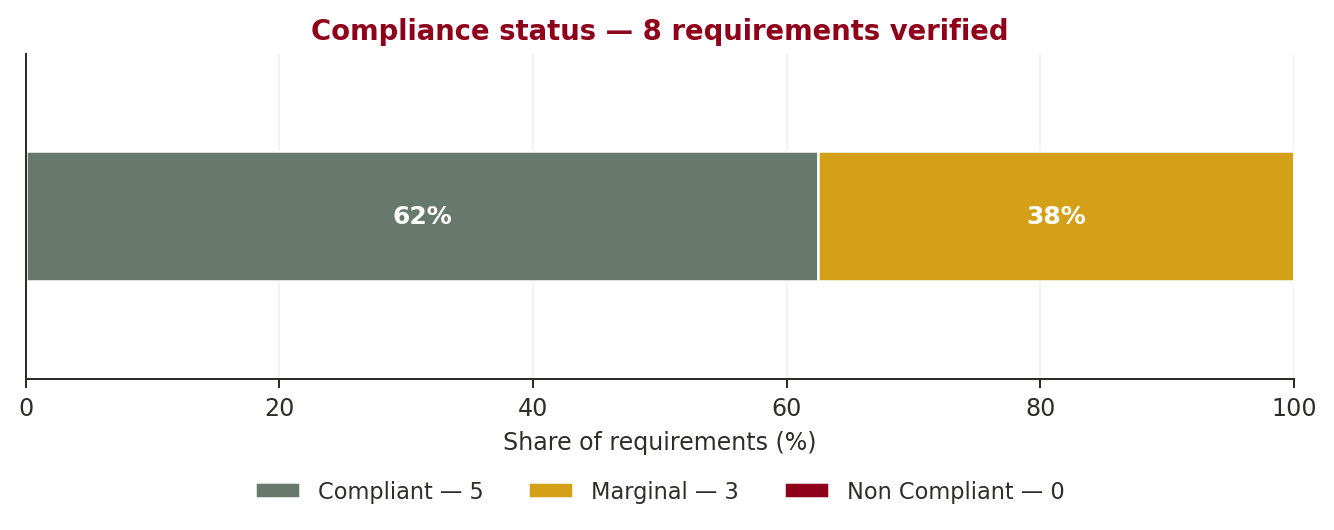 Compliance status — 8 requirements verified
62% 38%
0 20 40 60 80 100
Share of requirements (%)
Compliant — 5 Marginal — 3 Non Compliant — 0